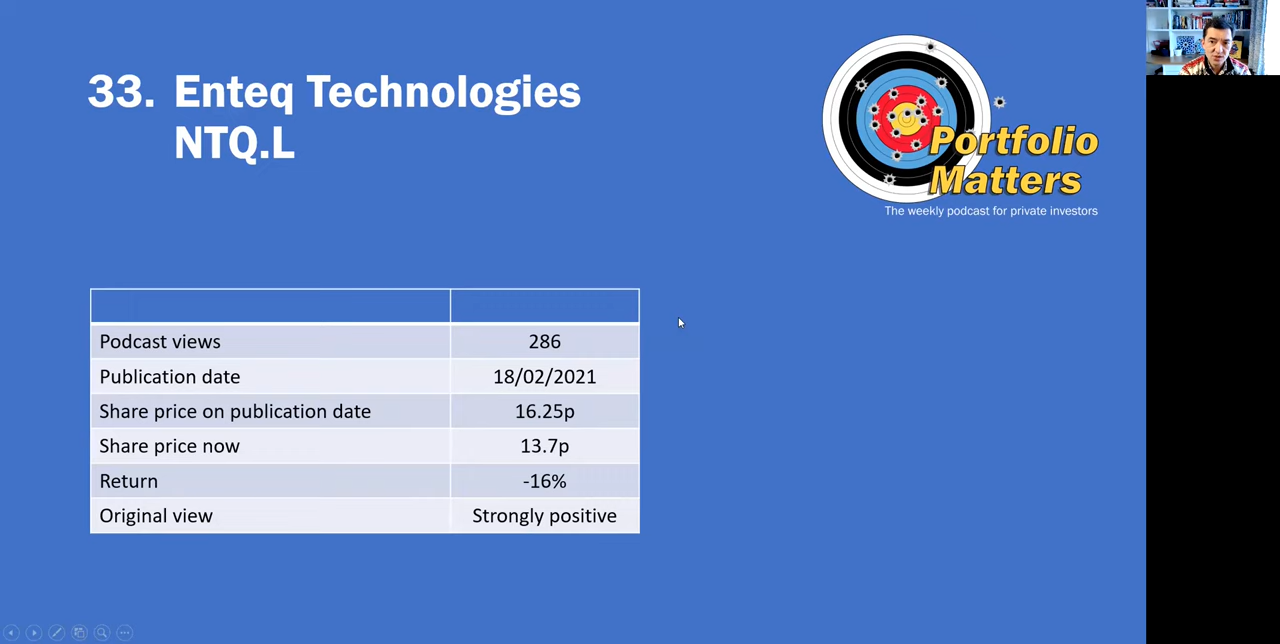 33. Enteq Technologies
NTQ.L
Portfolio
Matters
The weekly podcast for private investors
Podcast views 286
Publication date 18/02/2021
Share price on publication date 16.25p
Share price now 13.7p
Return -16%
Original view Strongly positive